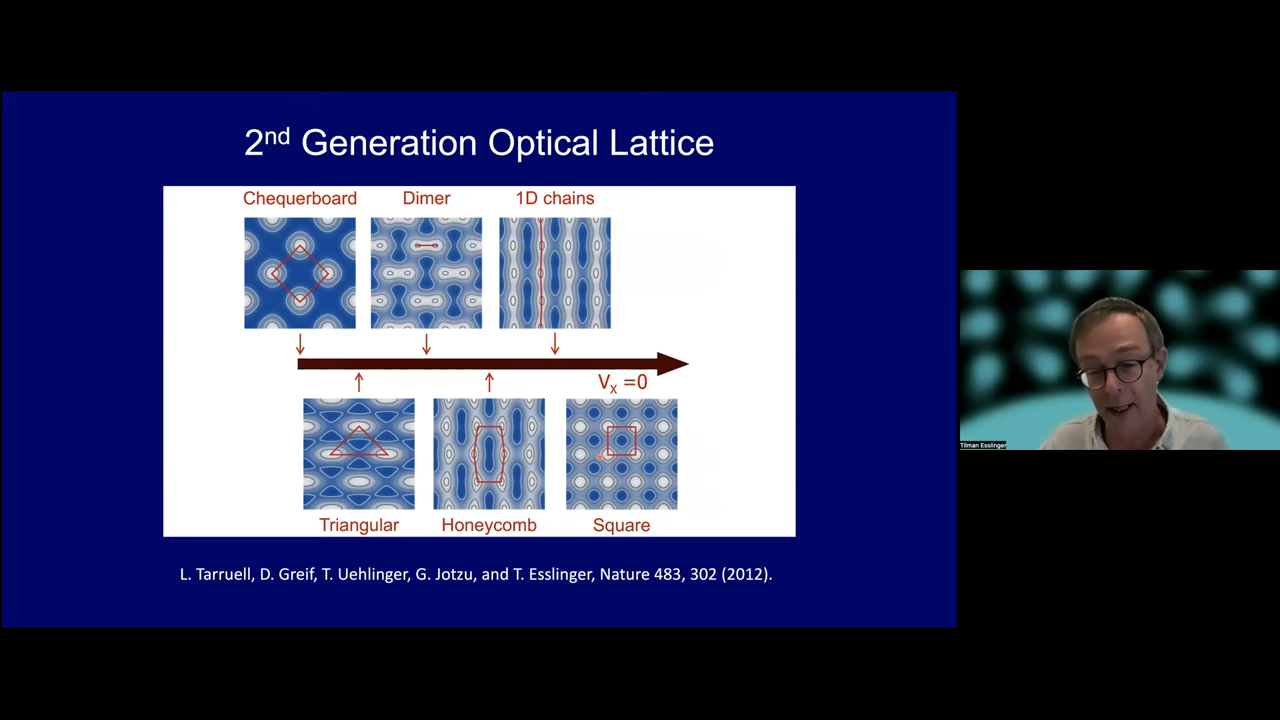 2nd Generation Optical Lattice
Chequerboard
Dimer
1D chains
Vx =0
Triangular
Honeycomb
Square
L. Tarruell, D. Greif, T. Uehlinger, G. Jotzu, and T. Esslinger, Nature 483, 302 (2012).
Tilman Esslinger